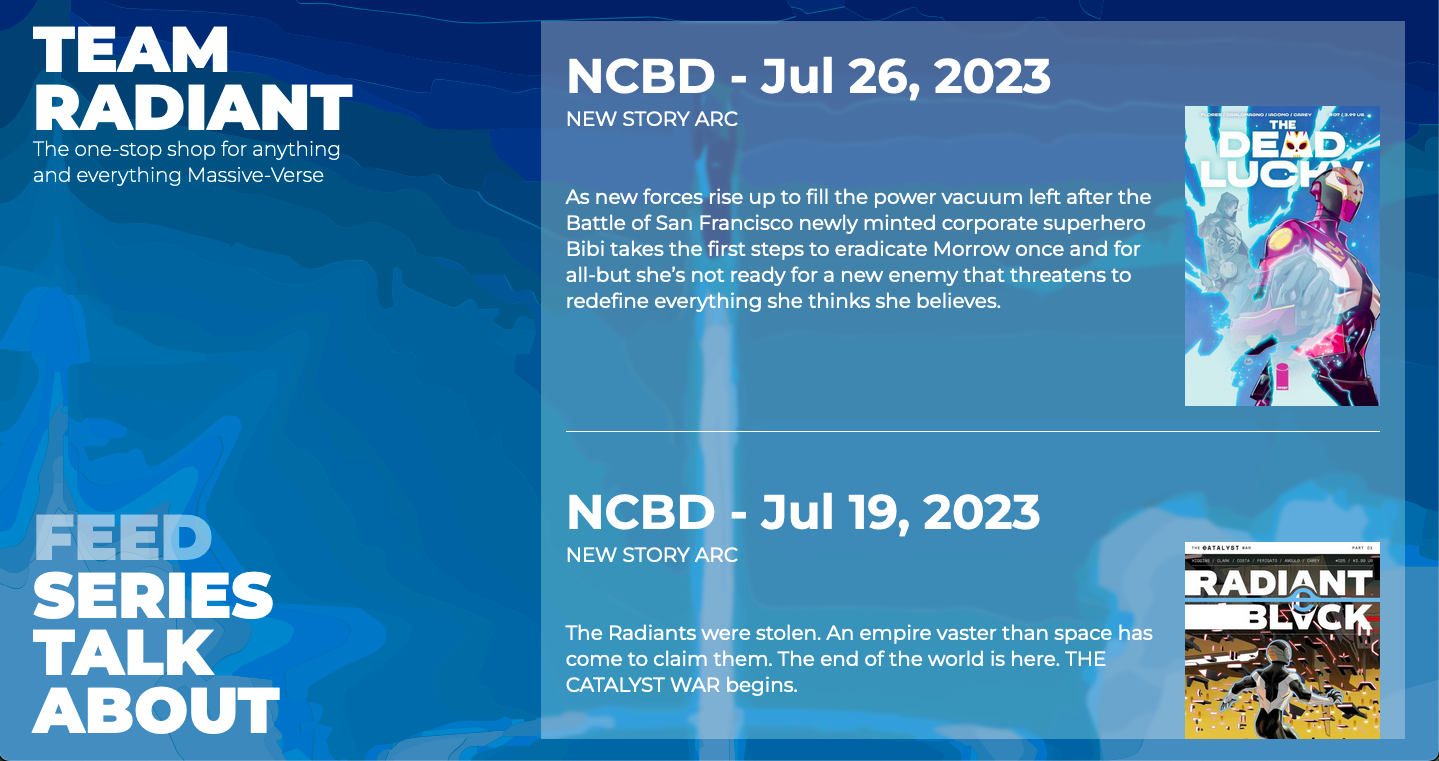 TEAM
RADIANT
The one-stop shop for anything
and everything Massive-Verse
FEED
SERIES
TALK
ABOUT
NCBD - Jul 26, 2023
NEW STORY ARC
As new forces rise up to fill the power vacuum left after the
Battle of San Francisco newly minted corporate superhero
Bibi takes the first steps to eradicate Morrow once and for
all-but she’s not ready for a new enemy that threatens to
redefine everything she thinks she believes.
THE
DEAD
LUCKY
NCBD - Jul 19, 2023
NEW STORY ARC
The Radiants were stolen. An empire vaster than space has
come to claim them. The end of the world is here. THE
CATALYST WAR begins.
THE CATALYST WAR PART 01
HIGGINS / CLARK / COSTA / FERIGATO / ANGULO / CAREY
RADIANT
BLACK